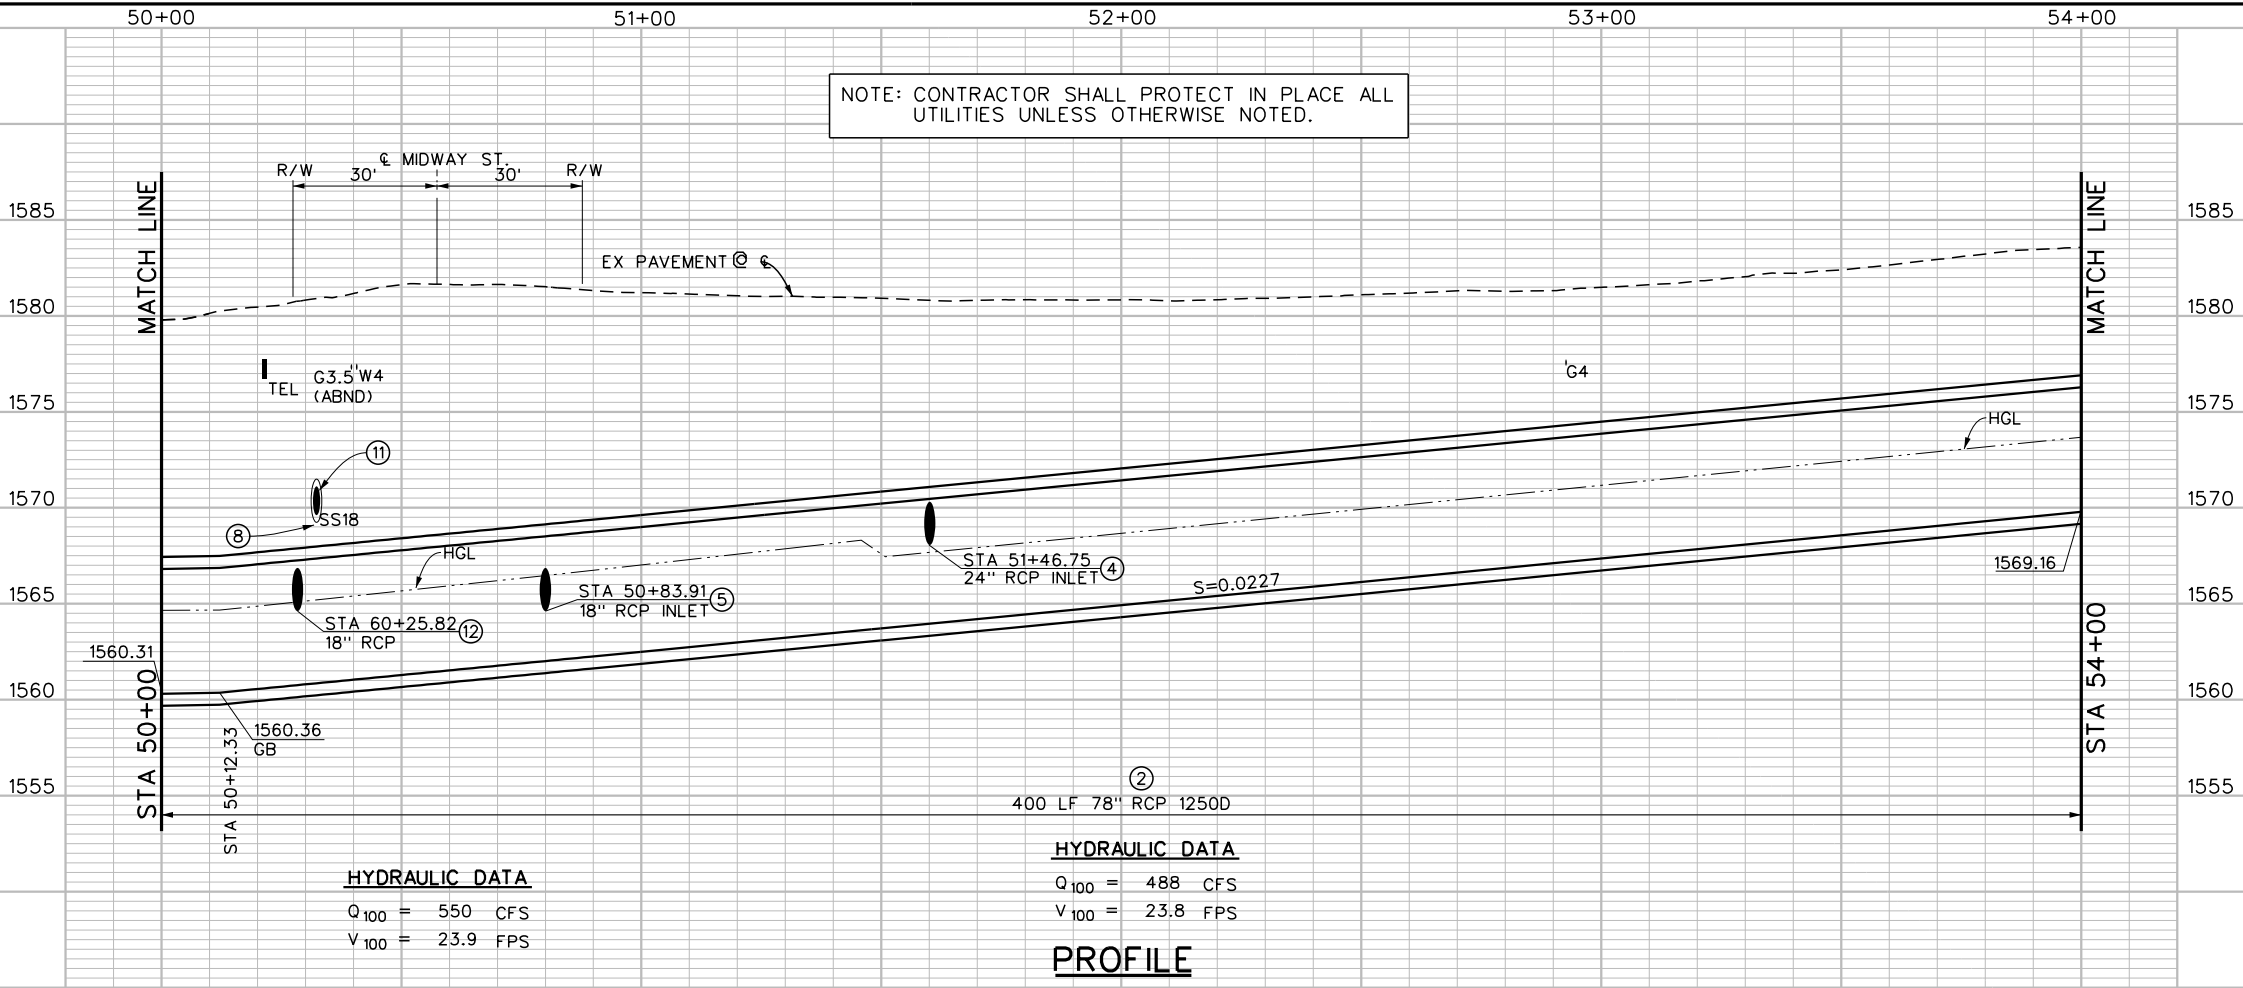 50+00 51+00 52+00 53+00 54+00
NOTE: CONTRACTOR SHALL PROTECT IN PLACE ALL
UTILITIES UNLESS OTHERWISE NOTED.
℄ MIDWAY ST.
R/W 30' 30' R/W
MATCH LINE
MATCH LINE
1585 1585
EX PAVEMENT @ ℄
1580 1580
TEL
G3.5" W4
(ABND)
'G4
1575 1575
HGL
11
1570 1570
SS18
8
HGL
STA 51+46.75 4
24" RCP INLET
1569.16
S=0.0227
STA 50+83.91 5
18" RCP INLET
1565 1565
STA 60+25.82 12
18" RCP
1560.31
1560 1560
STA 50+00
STA 54+00
1560.36
GB
STA 50+12.33
1555 1555
2
400 LF 78" RCP 1250D
HYDRAULIC DATA
Q100 = 550 CFS
V100 = 23.9 FPS
HYDRAULIC DATA
Q100 = 488 CFS
V100 = 23.8 FPS
PROFILE